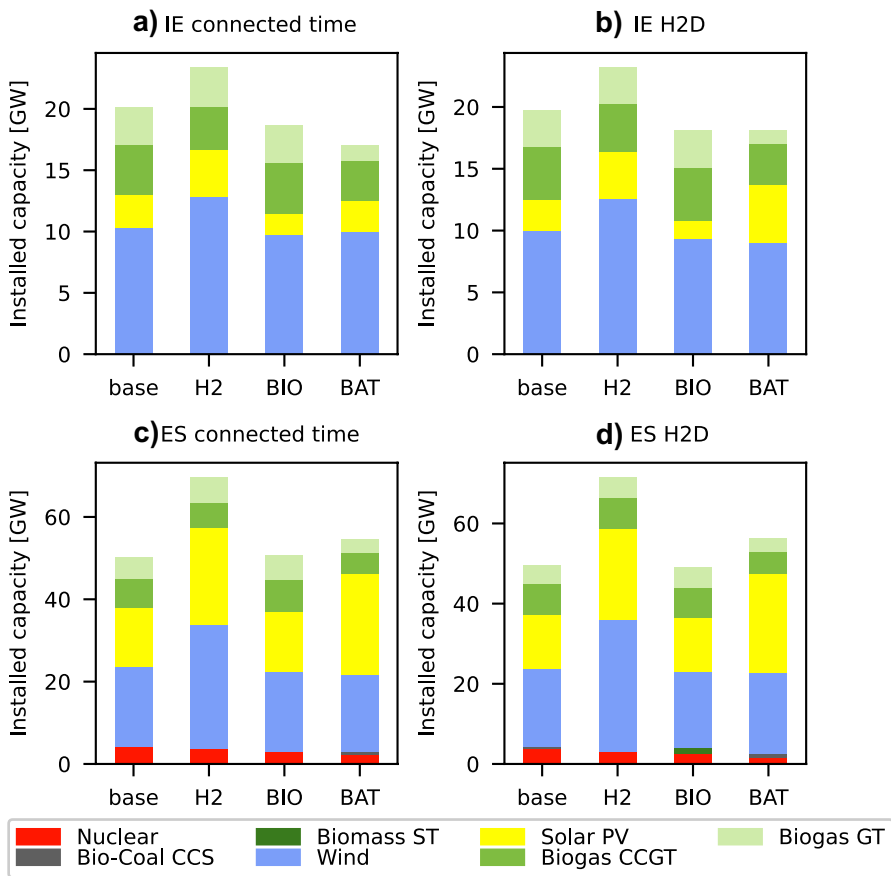 a) IE connected time
Installed capacity [GW]
20
15
10
5
0
base H2 BIO BAT
b) IE H2D
Installed capacity [GW]
20
15
10
5
0
base H2 BIO BAT
c) ES connected time
Installed capacity [GW]
60
40
20
0
base H2 BIO BAT
d) ES H2D
Installed capacity [GW]
60
40
20
0
base H2 BIO BAT
Nuclear Biomass ST Solar PV Biogas GT
Bio-Coal CCS Wind Biogas CCGT